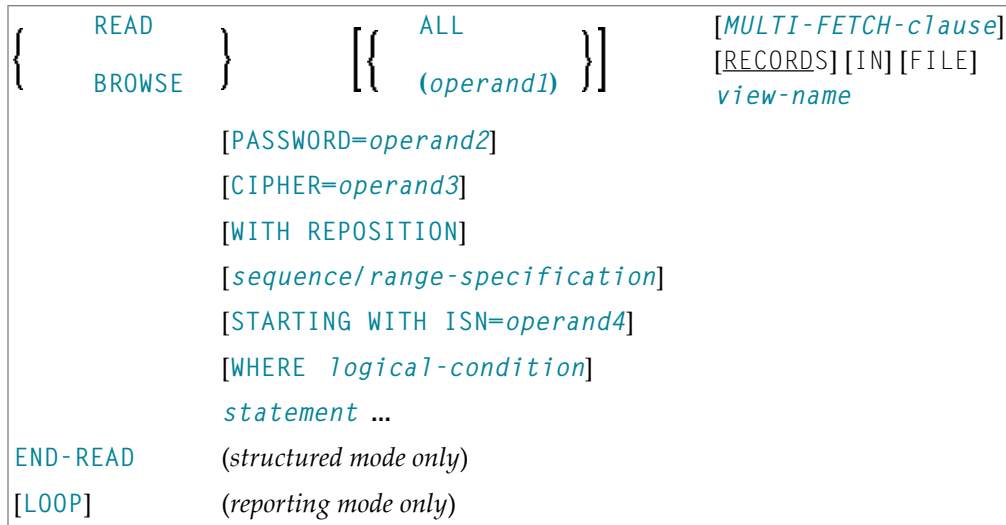 { READ } [{ ALL }] [MULTI-FETCH-clause]
{ BROWSE } [{ (operand1) }] [RECORDS] [IN] [FILE]
view-name
[PASSWORD=operand2]
[CIPHER=operand3]
[WITH REPOSITION]
[sequence/range-specification]
[STARTING WITH ISN=operand4]
[WHERE logical-condition]
statement ...
END-READ (structured mode only)
[LOOP] (reporting mode only)